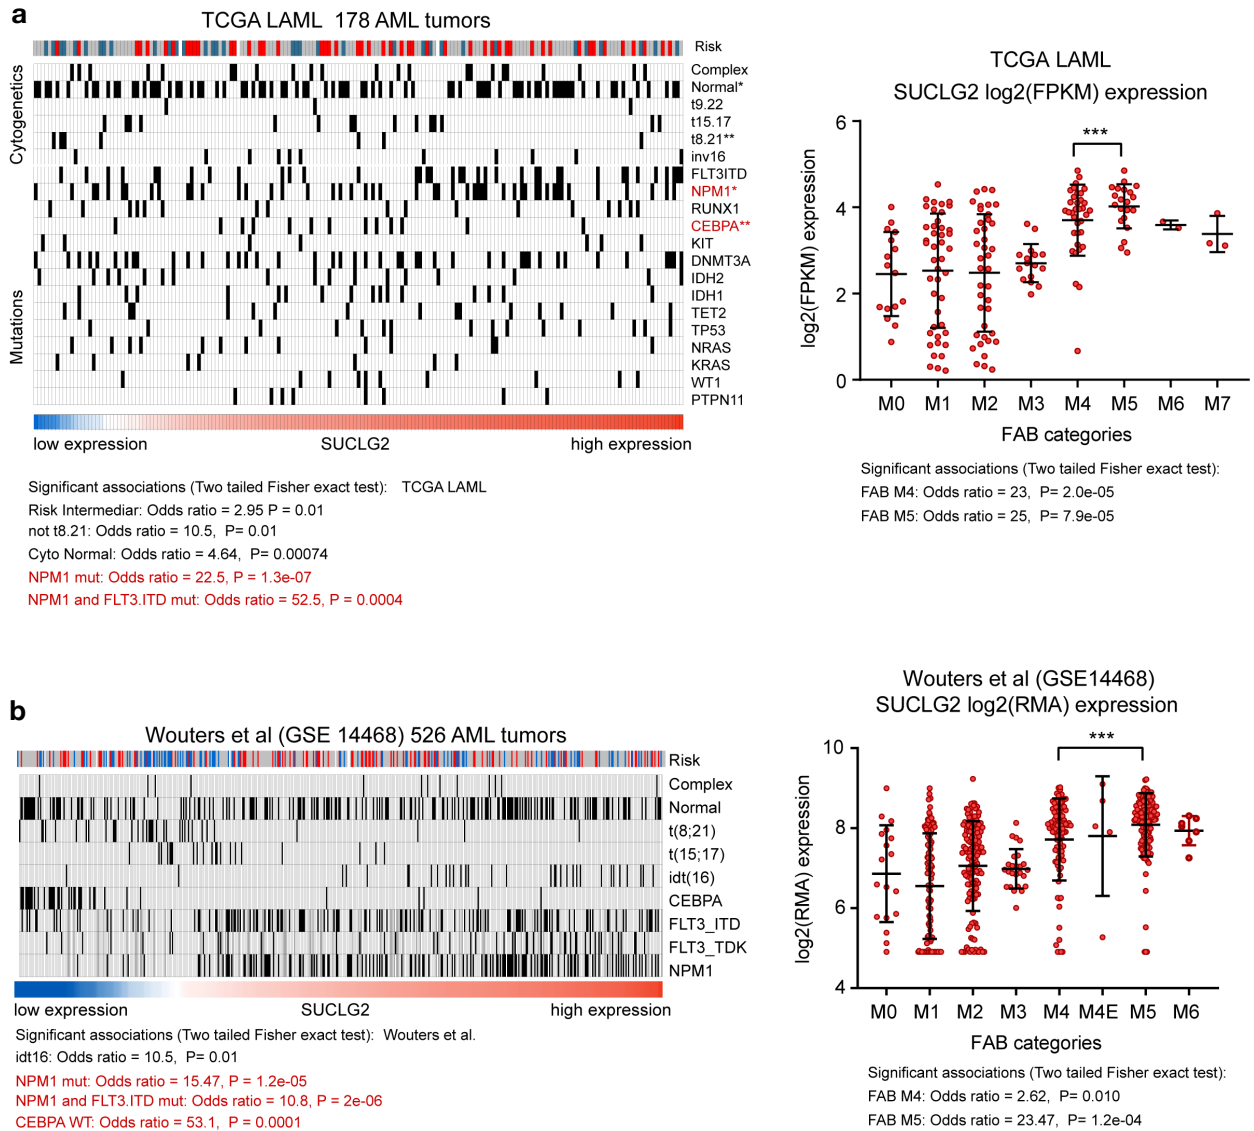 a
TCGA LAML 178 AML tumors
Risk
Cytogenetics
Complex
Normal*
t9.22
t15.17
t8.21**
inv16
Mutations
FLT3ITD
NPM1*
RUNX1
CEBPA**
KIT
DNMT3A
IDH2
IDH1
TET2
TP53
NRAS
KRAS
WT1
PTPN11
low expression SUCLG2 high expression
Significant associations (Two tailed Fisher exact test): TCGA LAML
Risk Intermediar: Odds ratio = 2.95 P = 0.01
not t8.21: Odds ratio = 10.5, P= 0.01
Cyto Normal: Odds ratio = 4.64, P= 0.00074
NPM1 mut: Odds ratio = 22.5, P = 1.3e-07
NPM1 and FLT3.ITD mut: Odds ratio = 52.5, P = 0.0004
TCGA LAML
SUCLG2 log2(FPKM) expression
log2(FPKM) expression
6
4
2
0
***
M0 M1 M2 M3 M4 M5 M6 M7
FAB categories
Significant associations (Two tailed Fisher exact test):
FAB M4: Odds ratio = 23, P= 2.0e-05
FAB M5: Odds ratio = 25, P= 7.9e-05
b
Wouters et al (GSE 14468) 526 AML tumors
Risk
Complex
Normal
t(8;21)
t(15;17)
idt(16)
CEBPA
FLT3_ITD
FLT3_TDK
NPM1
low expression SUCLG2 high expression
Significant associations (Two tailed Fisher exact test): Wouters et al.
idt16: Odds ratio = 10.5, P= 0.01
NPM1 mut: Odds ratio = 15.47, P = 1.2e-05
NPM1 and FLT3.ITD mut: Odds ratio = 10.8, P = 2e-06
CEBPA WT: Odds ratio = 53.1, P = 0.0001
Wouters et al (GSE14468)
SUCLG2 log2(RMA) expression
log2(RMA) expression
10
8
6
4
***
M0 M1 M2 M3 M4 M4E M5 M6
FAB categories
Significant associations (Two tailed Fisher exact test):
FAB M4: Odds ratio = 2.62, P= 0.010
FAB M5: Odds ratio = 23.47, P= 1.2e-04